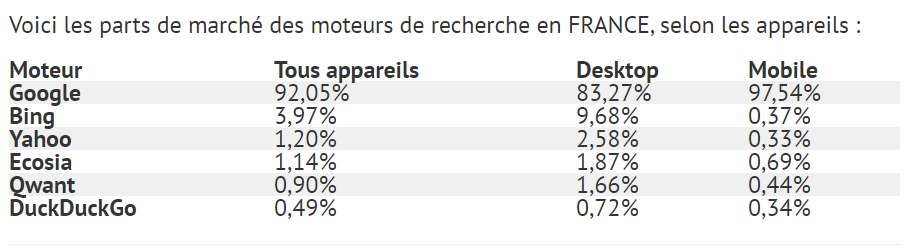 Voici les parts de marché des moteurs de recherche en FRANCE, selon les appareils :
Moteur Tous appareils Desktop Mobile
Google 92,05% 83,27% 97,54%
Bing 3,97% 9,68% 0,37%
Yahoo 1,20% 2,58% 0,33%
Ecosia 1,14% 1,87% 0,69%
Qwant 0,90% 1,66% 0,44%
DuckDuckGo 0,49% 0,72% 0,34%